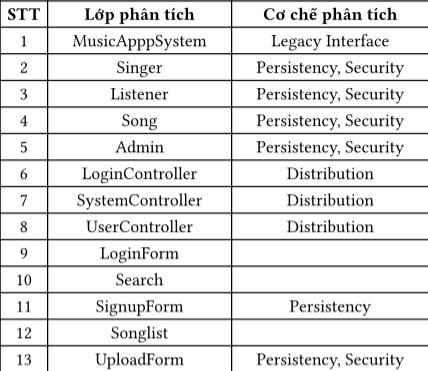 STT Lớp phân tích Cơ chế phân tích
1 MusicApppSystem Legacy Interface
2 Singer Persistency, Security
3 Listener Persistency, Security
4 Song Persistency, Security
5 Admin Persistency, Security
6 LoginController Distribution
7 SystemController Distribution
8 UserController Distribution
9 LoginForm
10 Search
11 SignupForm Persistency
12 Songlist
13 UploadForm Persistency, Security